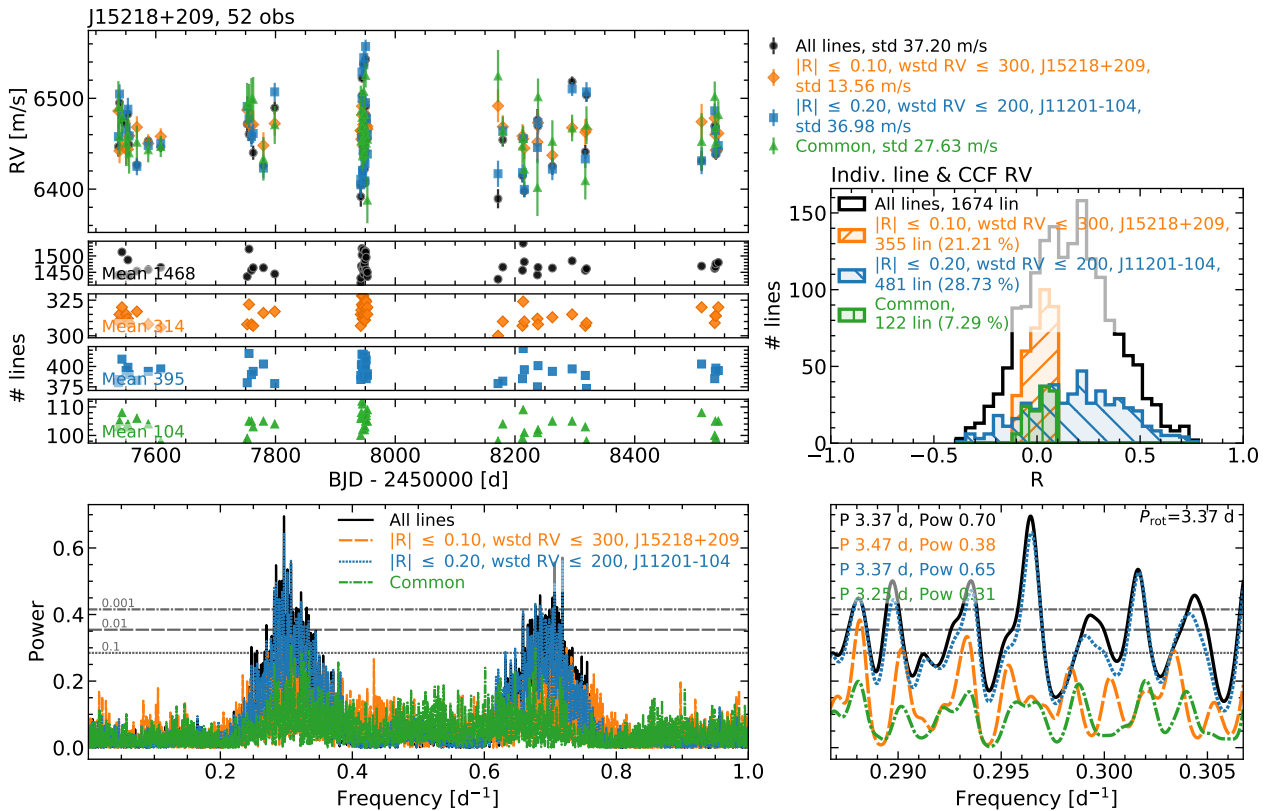 J15218+209, 52 obs
RV [m/s]
6500
6400
All lines, std 37.20 m/s
|R| ≤ 0.10, wstd RV ≤ 300, J15218+209,
std 13.56 m/s
|R| ≤ 0.20, wstd RV ≤ 200, J11201-104,
std 36.98 m/s
Common, std 27.63 m/s
# lines
1500
1450
Mean 1468
325
300
Mean 314
400
375
Mean 395
110
100
Mean 104
7600 7800 8000 8200 8400
BJD - 2450000 [d]
Indiv. line & CCF RV
# lines
150
100
50
0
All lines, 1674 lin
|R| ≤ 0.10, wstd RV ≤ 300, J15218+209,
355 lin (21.21 %)
|R| ≤ 0.20, wstd RV ≤ 200, J11201-104,
481 lin (28.73 %)
Common,
122 lin (7.29 %)
−1.0 −0.5 0.0 0.5 1.0
R
Power
0.6
0.4
0.2
0.0
0.001
0.01
0.1
All lines
|R| ≤ 0.10, wstd RV ≤ 300, J15218+209
|R| ≤ 0.20, wstd RV ≤ 200, J11201-104
Common
0.2 0.4 0.6 0.8 1.0
Frequency [d⁻¹]
P 3.37 d, Pow 0.70
P 3.47 d, Pow 0.38
P 3.37 d, Pow 0.65
P 3.25 d, Pow 0.31
Prot=3.37 d
0.290 0.295 0.300 0.305
Frequency [d⁻¹]